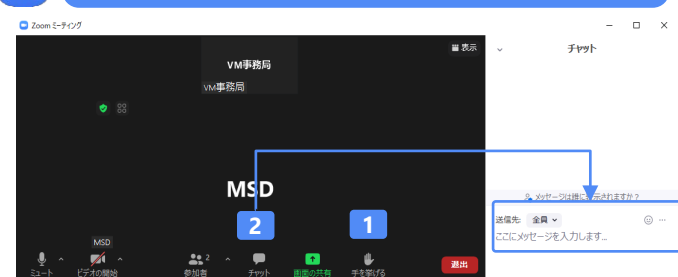 Zoom ミーティング
表示
チャット
VM事務局
VM事務局
メッセージは誰に表示されますか？
MSD
2
1
送信先: 全員
ここにメッセージを入力します...
MSD
2
ミュート
ビデオの開始
参加者
チャット
画面の共有
手を挙げる
退出